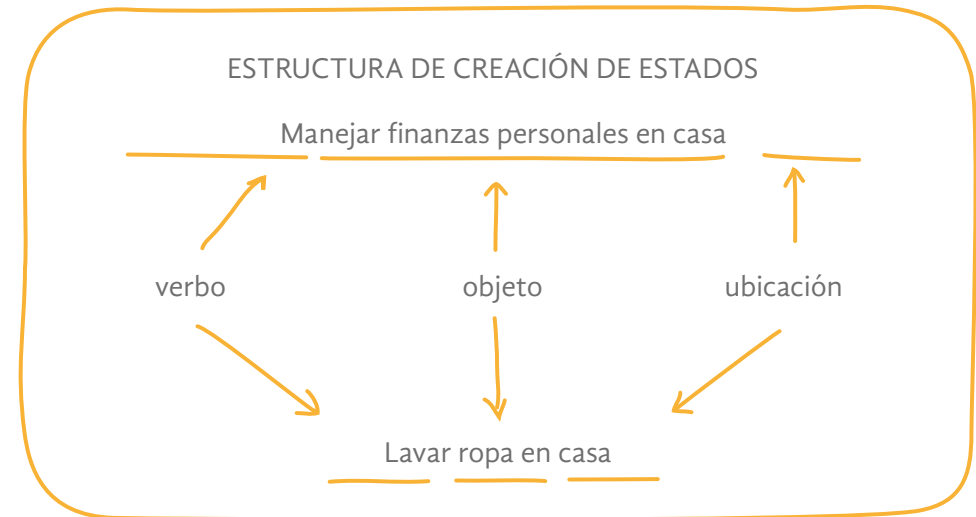 ESTRUCTURA DE CREACIÓN DE ESTADOS
Manejar finanzas personales en casa
verbo objeto ubicación
Lavar ropa en casa